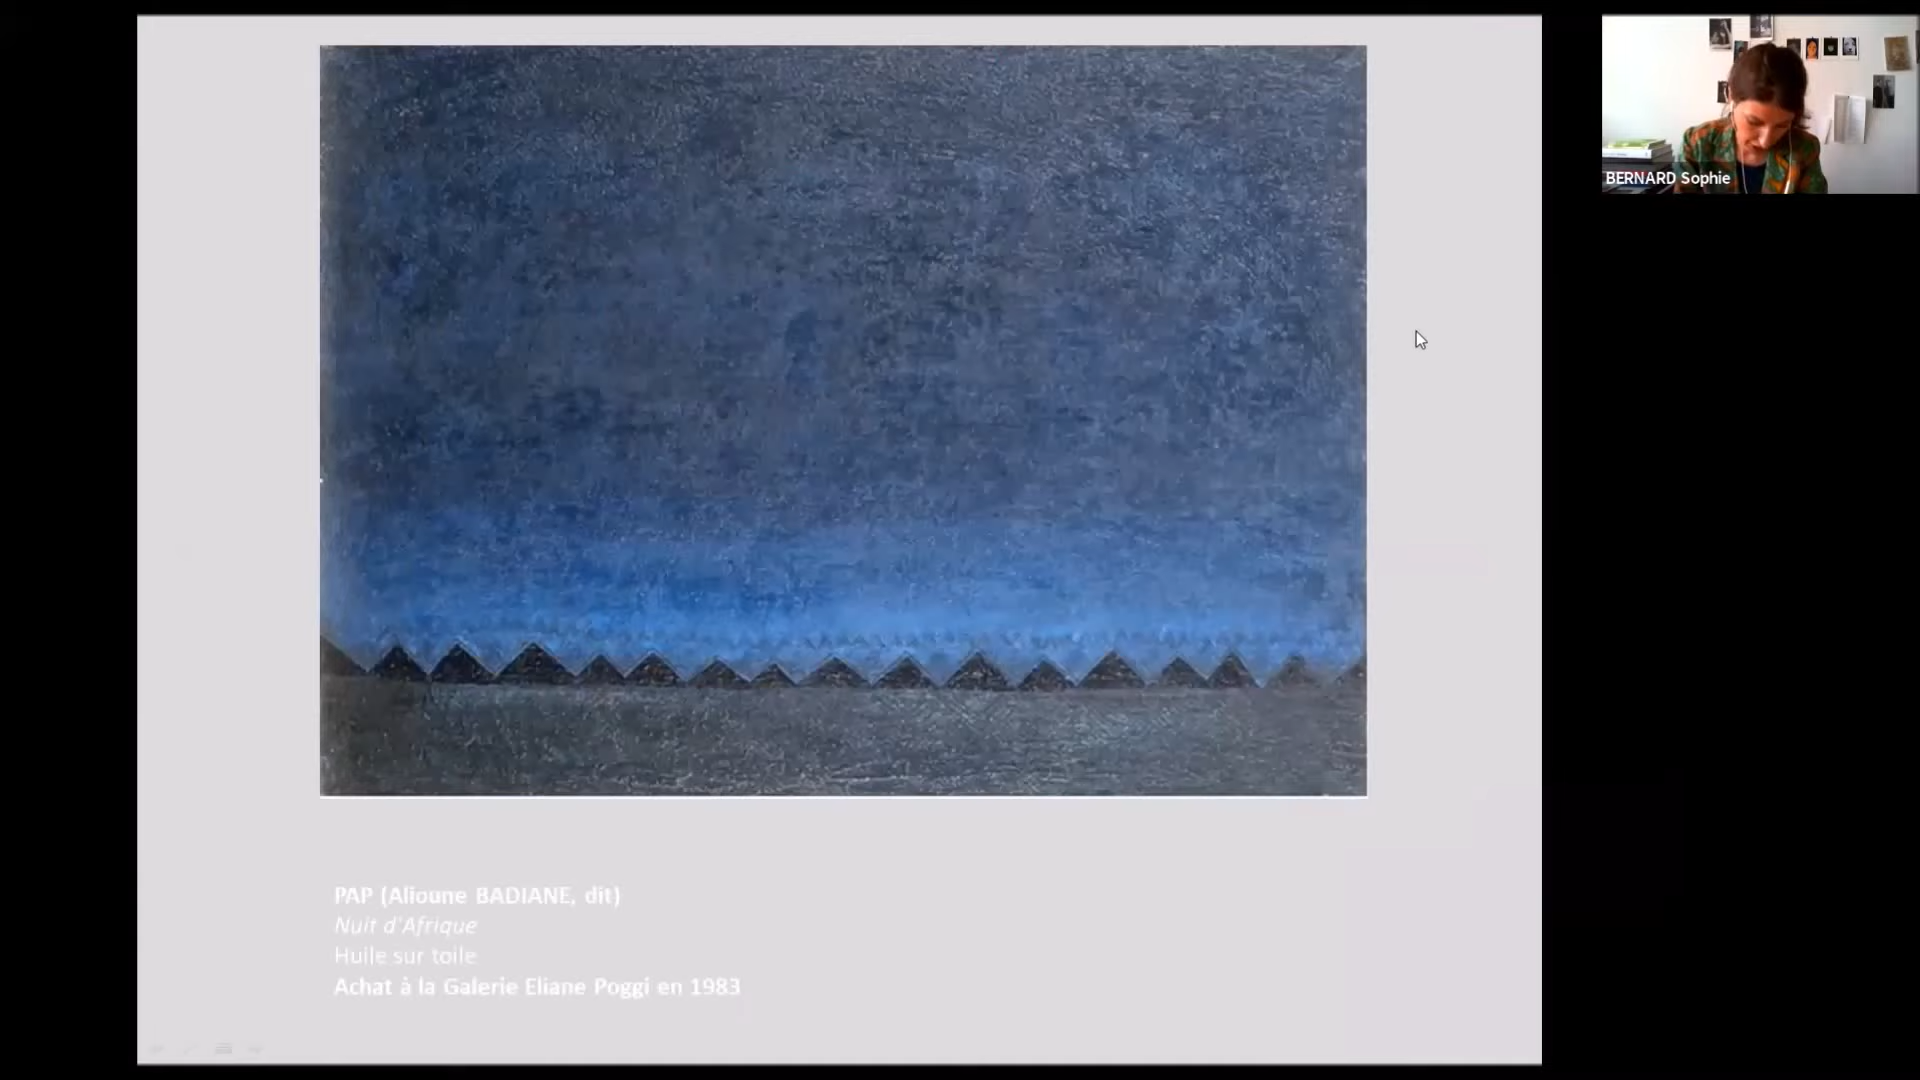 BERNARD Sophie
PAP (Alioune BADIANE, dit)
Nuit d'Afrique
Huile sur toile
Achat à la Galerie Eliane Poggi en 1983